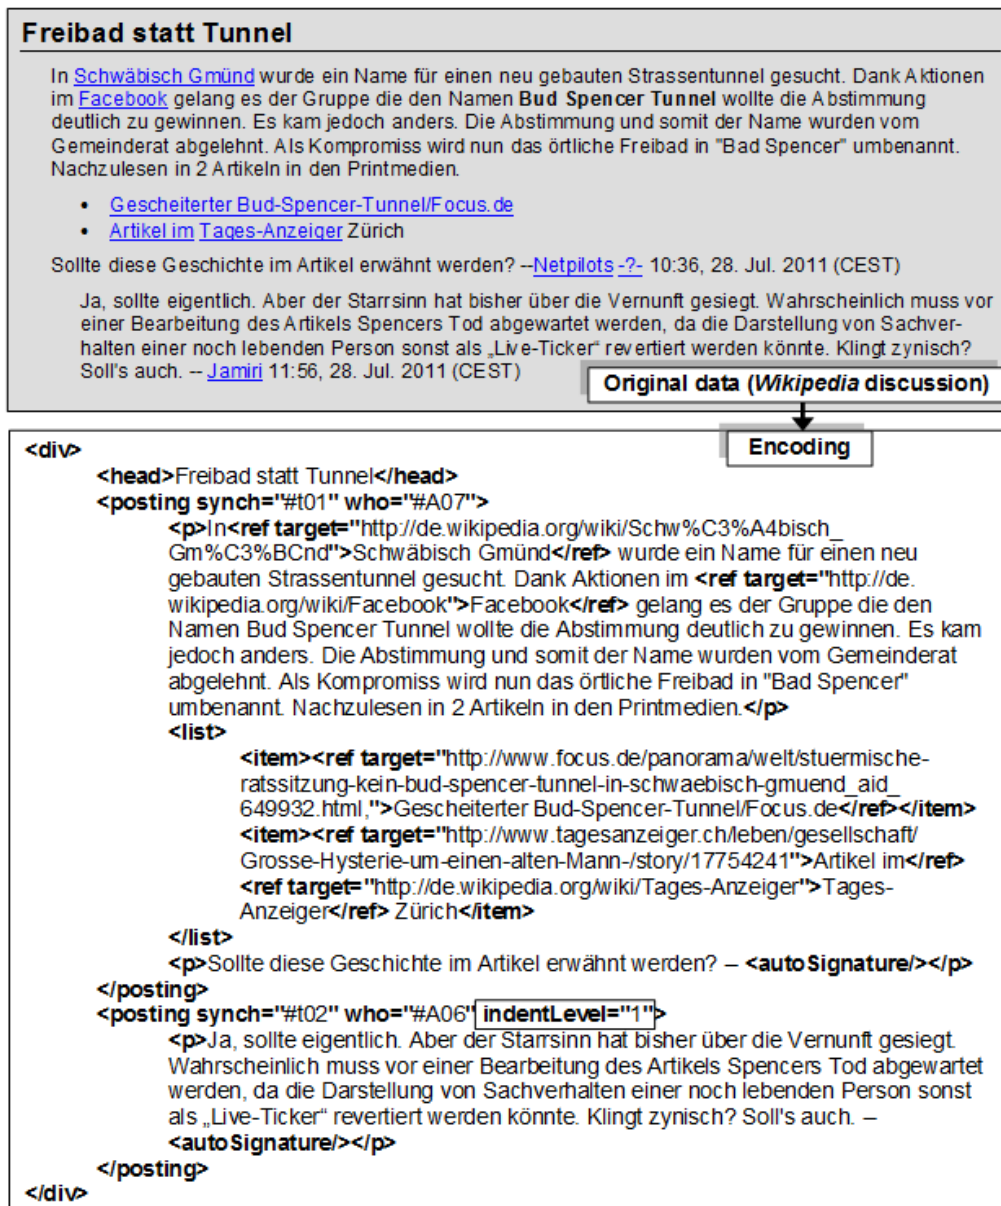 Freibad statt Tunnel
In Schwäbisch Gmünd wurde ein Name für einen neu gebauten Strassentunnel gesucht. Dank Aktionen
im Facebook gelang es der Gruppe die den Namen Bud Spencer Tunnel wollte die Abstimmung
deutlich zu gewinnen. Es kam jedoch anders. Die Abstimmung und somit der Name wurden vom
Gemeinderat abgelehnt. Als Kompromiss wird nun das örtliche Freibad in "Bad Spencer" umbenannt.
Nachzulesen in 2 Artikeln in den Printmedien.
• Gescheiterter Bud-Spencer-Tunnel/Focus.de
• Artikel im Tages-Anzeiger Zürich
Sollte diese Geschichte im Artikel erwähnt werden? --Netpilots -?- 10:36, 28. Jul. 2011 (CEST)
Ja, sollte eigentlich. Aber der Starrsinn hat bisher über die Vernunft gesiegt. Wahrscheinlich muss vor
einer Bearbeitung des Artikels Spencers Tod abgewartet werden, da die Darstellung von Sachver-
halten einer noch lebenden Person sonst als „Live-Ticker“ revertiert werden könnte. Klingt zynisch?
Soll's auch. -- Jamiri 11:56, 28. Jul. 2011 (CEST)
Original data (Wikipedia discussion)
Encoding
<div>
<head>Freibad statt Tunnel</head>
<posting synch="#t01" who="#A07">
<p>In<ref target="http://de.wikipedia.org/wiki/Schw%C3%A4bisch_
Gm%C3%BCnd">Schwäbisch Gmünd</ref> wurde ein Name für einen neu
gebauten Strassentunnel gesucht. Dank Aktionen im <ref target="http://de.
wikipedia.org/wiki/Facebook">Facebook</ref> gelang es der Gruppe die den
Namen Bud Spencer Tunnel wollte die Abstimmung deutlich zu gewinnen. Es kam
jedoch anders. Die Abstimmung und somit der Name wurden vom Gemeinderat
abgelehnt. Als Kompromiss wird nun das örtliche Freibad in "Bad Spencer"
umbenannt. Nachzulesen in 2 Artikeln in den Printmedien.</p>
<list>
<item><ref target="http://www.focus.de/panorama/welt/stuermische-
ratssitzung-kein-bud-spencer-tunnel-in-schwaebisch-gmuend_aid_
649932.html,">Gescheiterter Bud-Spencer-Tunnel/Focus.de</ref></item>
<item><ref target="http://www.tagesanzeiger.ch/leben/gesellschaft/
Grosse-Hysterie-um-einen-alten-Mann-/story/17754241">Artikel im</ref>
<ref target="http://de.wikipedia.org/wiki/Tages-Anzeiger">Tages-
Anzeiger</ref> Zürich</item>
</list>
<p>Sollte diese Geschichte im Artikel erwähnt werden? – <autoSignature/></p>
</posting>
<posting synch="#t02" who="#A06" indentLevel="1">
<p>Ja, sollte eigentlich. Aber der Starrsinn hat bisher über die Vernunft gesiegt.
Wahrscheinlich muss vor einer Bearbeitung des Artikels Spencers Tod abgewartet
werden, da die Darstellung von Sachverhalten einer noch lebenden Person sonst
als „Live-Ticker“ revertiert werden könnte. Klingt zynisch? Soll's auch. –
<autoSignature/></p>
</posting>
</div>